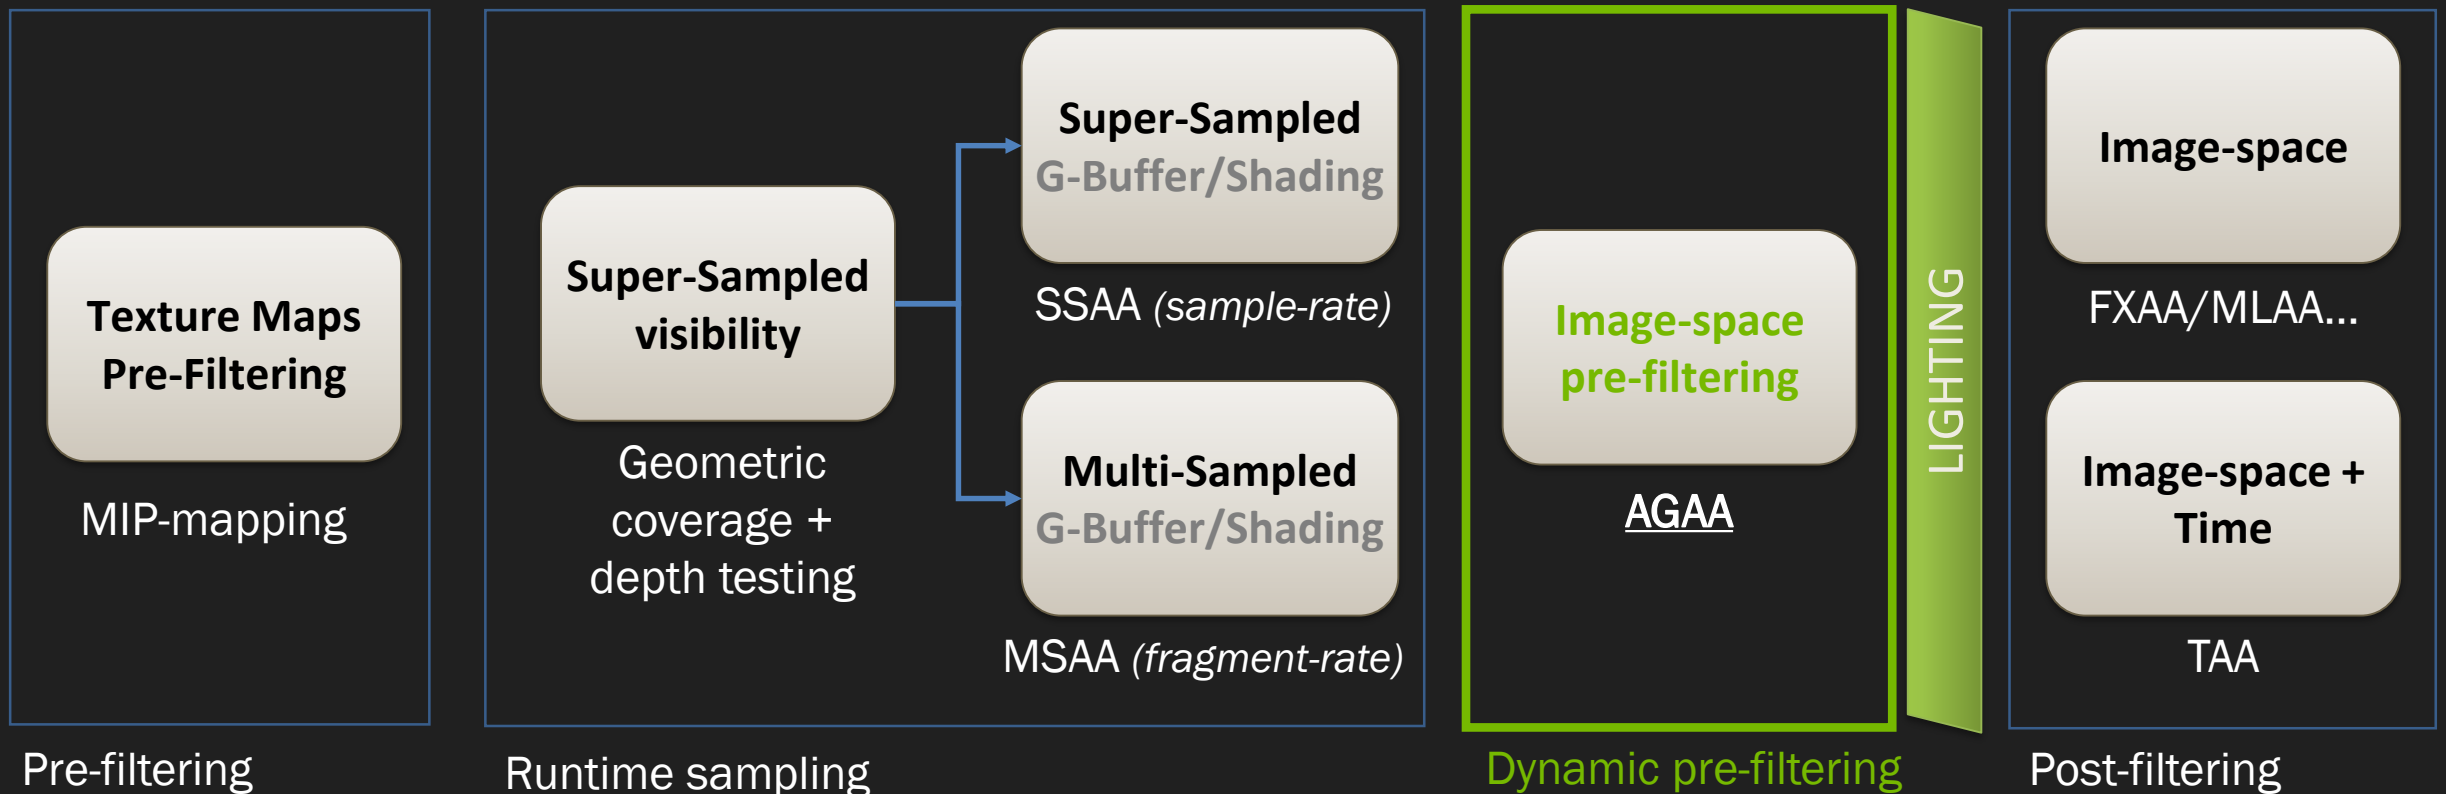 Texture Maps
Pre-Filtering
MIP-mapping
Pre-filtering
Super-Sampled
visibility
Geometric
coverage +
depth testing
Super-Sampled
G-Buffer/Shading
SSAA (sample-rate)
Multi-Sampled
G-Buffer/Shading
MSAA (fragment-rate)
Runtime sampling
Image-space
pre-filtering
AGAA
Dynamic pre-filtering
LIGHTING
Image-space
FXAA/MLAA...
Image-space +
Time
TAA
Post-filtering